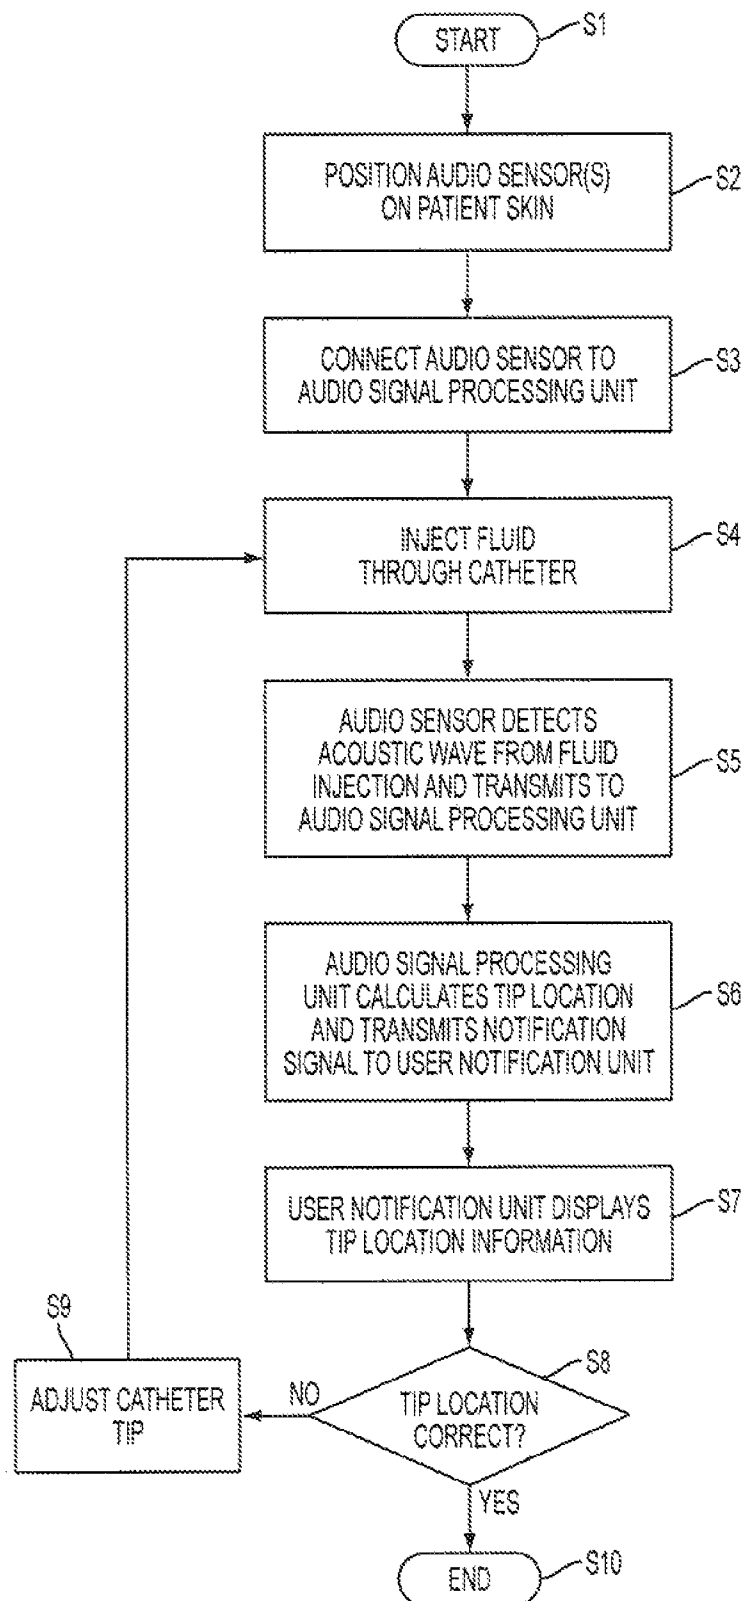 START
S1
POSITION AUDIO SENSOR(S)
ON PATIENT SKIN
S2
CONNECT AUDIO SENSOR TO
AUDIO SIGNAL PROCESSING UNIT
S3
INJECT FLUID
THROUGH CATHETER
S4
AUDIO SENSOR DETECTS
ACOUSTIC WAVE FROM FLUID
INJECTION AND TRANSMITS TO
AUDIO SIGNAL PROCESSING UNIT
S5
AUDIO SIGNAL PROCESSING
UNIT CALCULATES TIP LOCATION
AND TRANSMITS NOTIFICATION
SIGNAL TO USER NOTIFICATION UNIT
S6
USER NOTIFICATION UNIT DISPLAYS
TIP LOCATION INFORMATION
S7
TIP LOCATION
CORRECT?
S8
NO
ADJUST CATHETER
TIP
S9
YES
END
S10